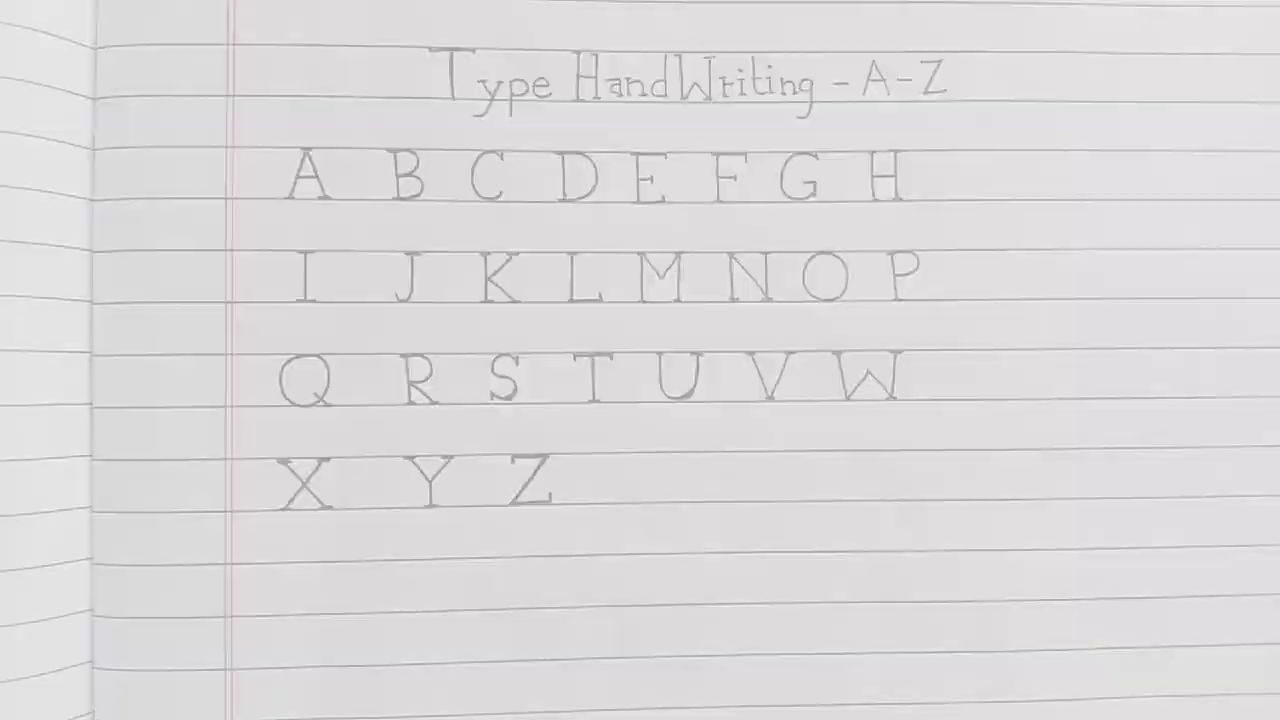 Type HandWriting - A-Z
A B C D E F G H
I J K L M N O P
Q R S T U V W
X Y Z